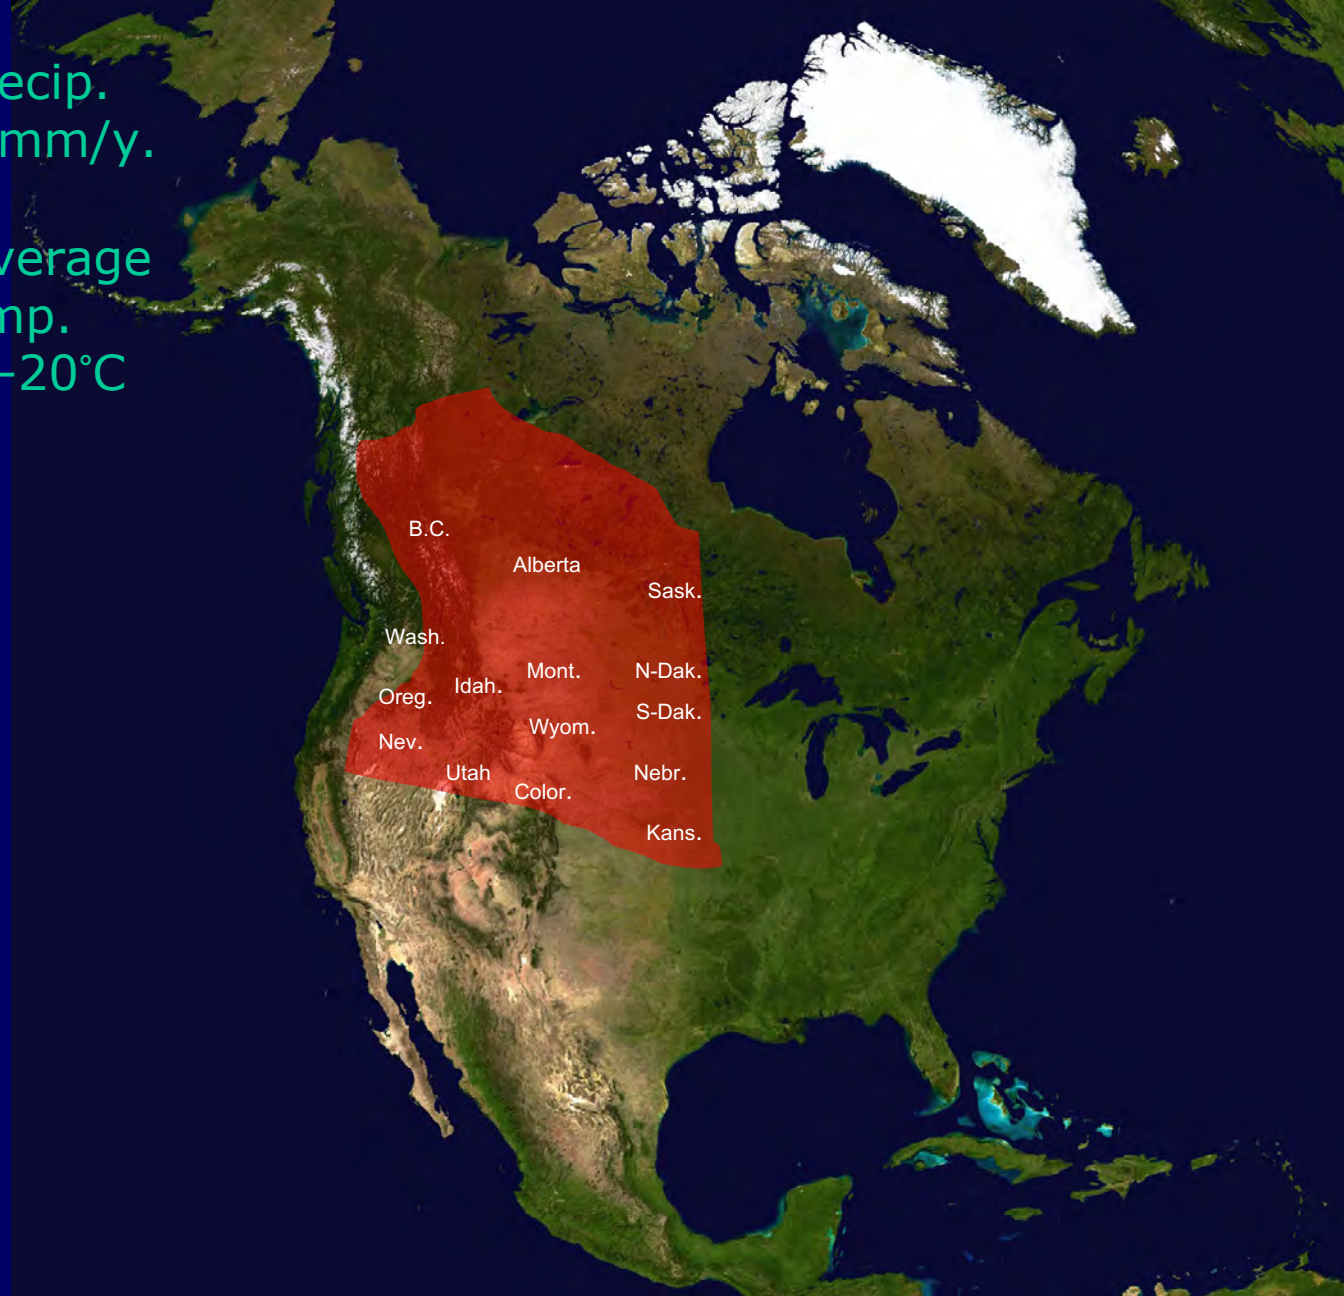 ecip.
mm/y.
verage
mp.
-20°C
B.C.
Alberta
Sask.
Wash.
Mont.
N-Dak.
Idah.
Oreg.
S-Dak.
Wyom.
Nev.
Utah
Nebr.
Color.
Kans.